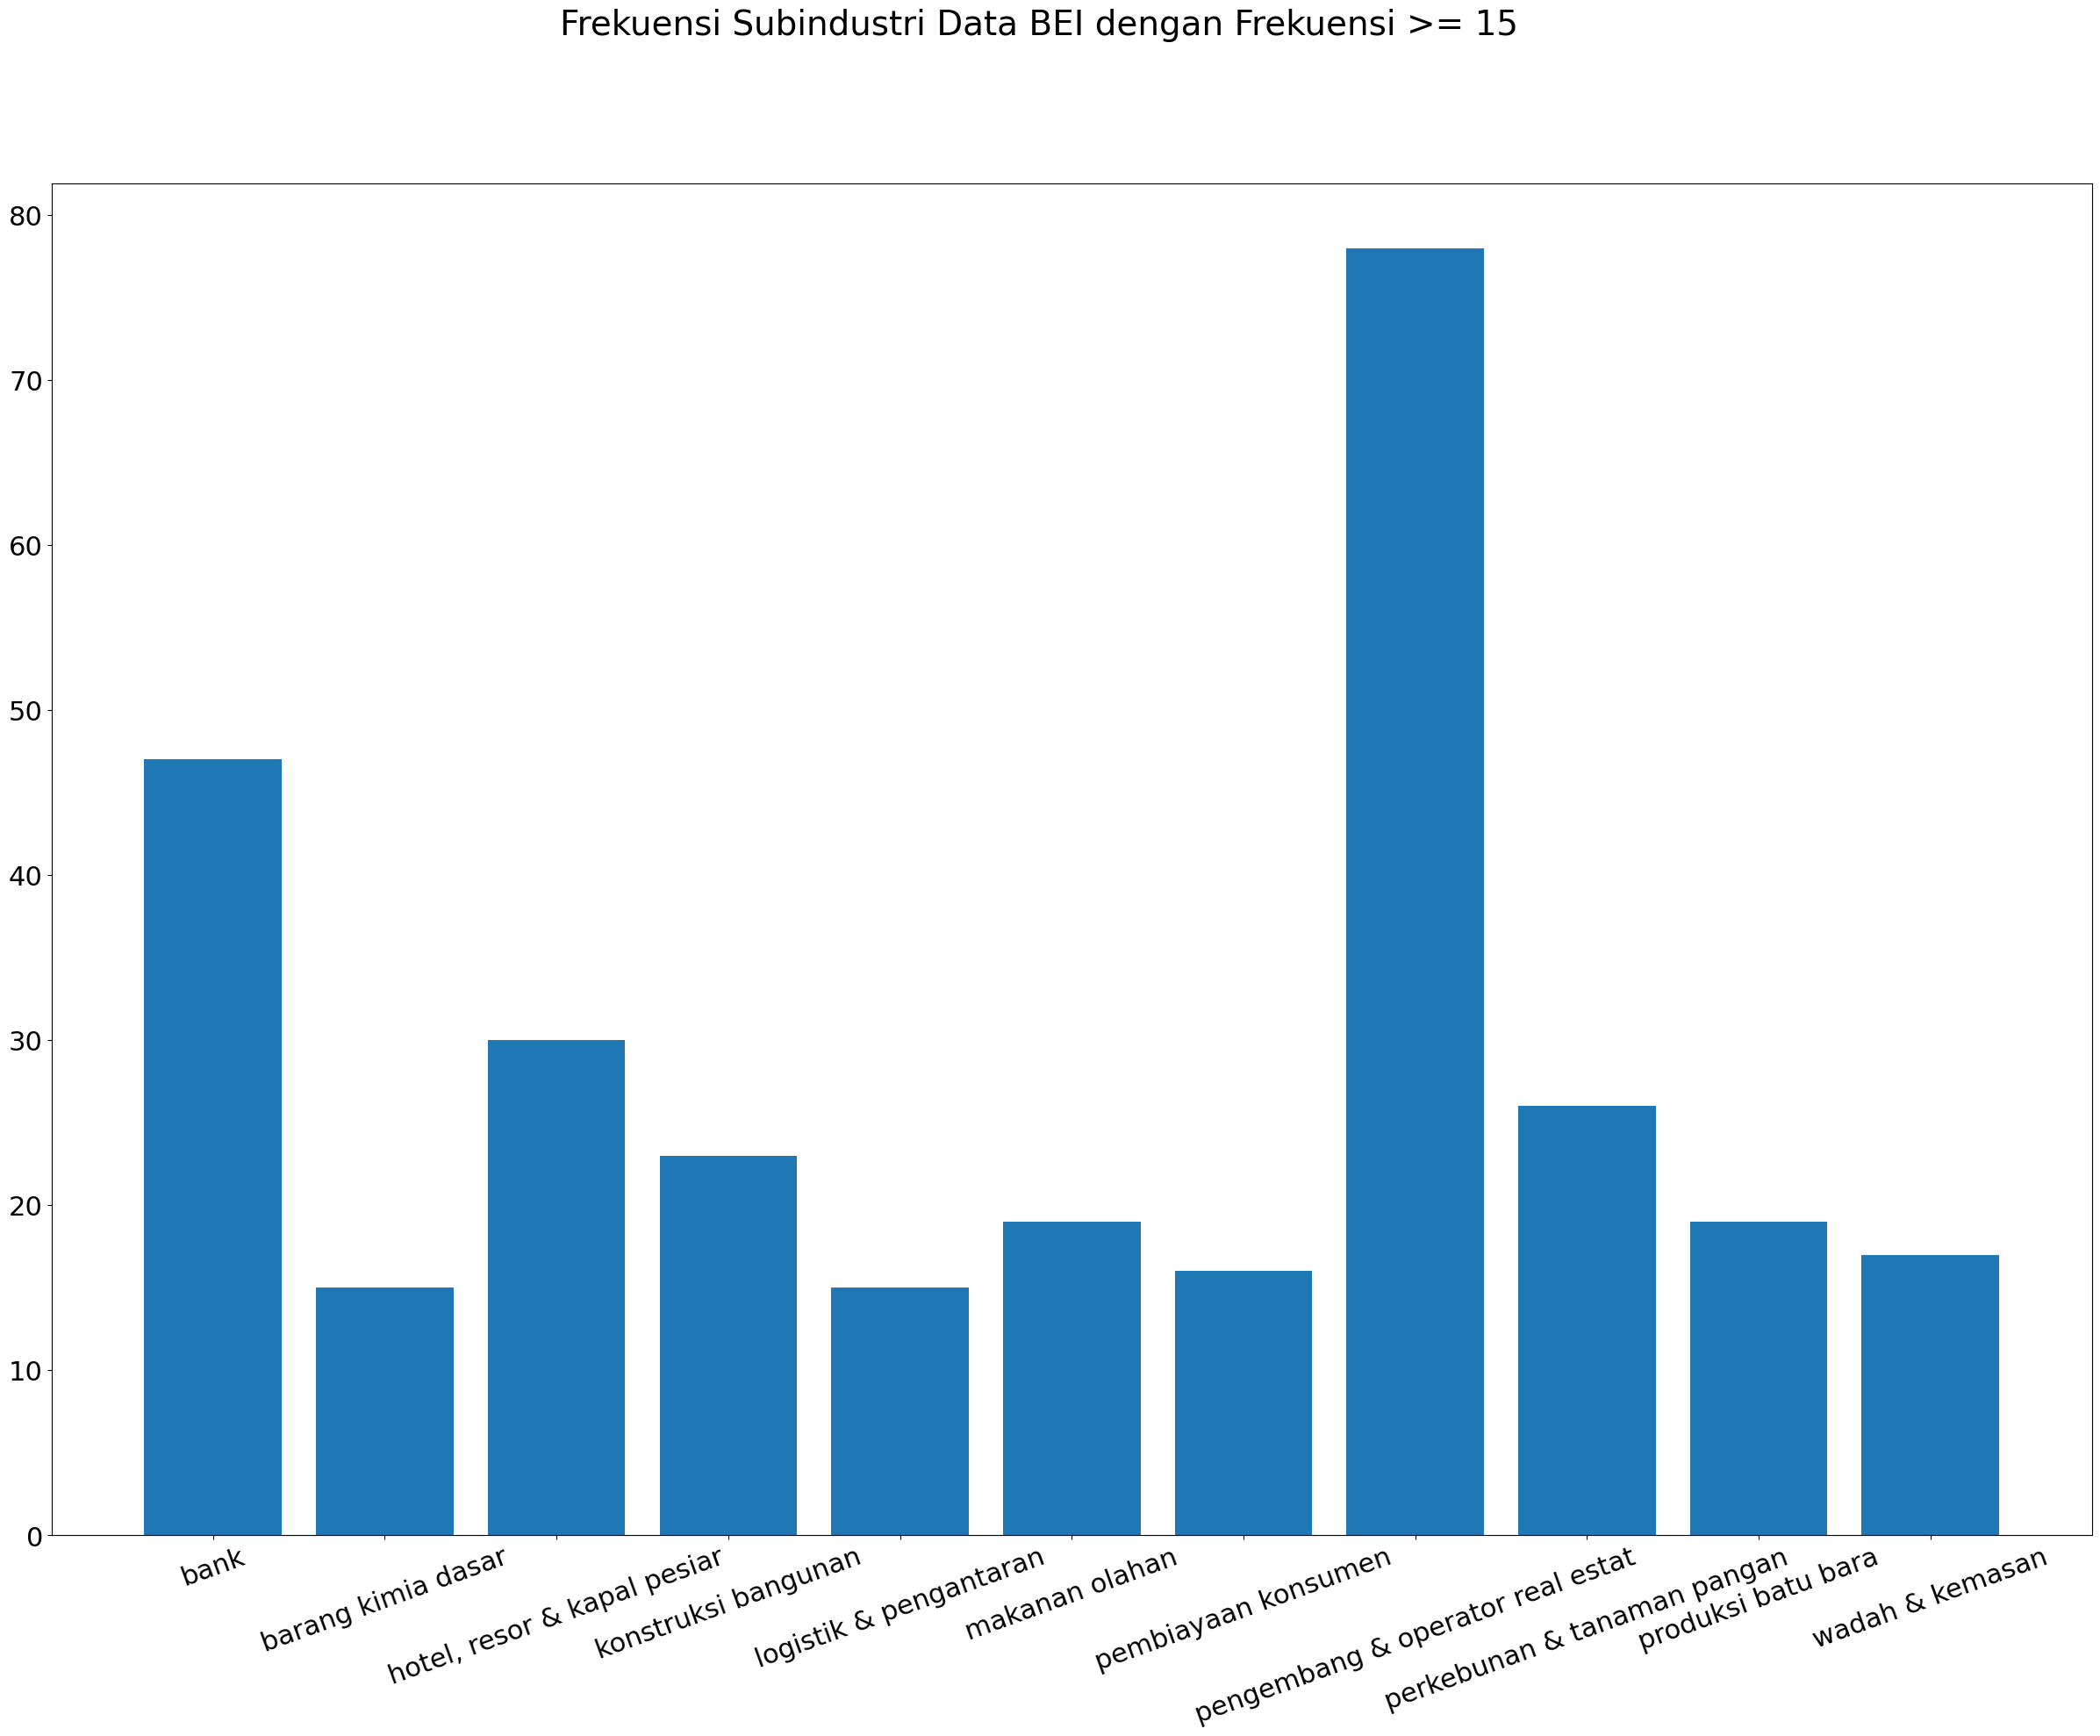 Frekuensi Subindustri Data BEI dengan Frekuensi >= 15
80
70
60
50
40
30
20
10
0
bank
barang kimia dasar
hotel, resor & kapal pesiar
konstruksi bangunan
logistik & pengantaran
makanan olahan
pembiayaan konsumen
pengembang & operator real estat
perkebunan & tanaman pangan
produksi batu bara
wadah & kemasan